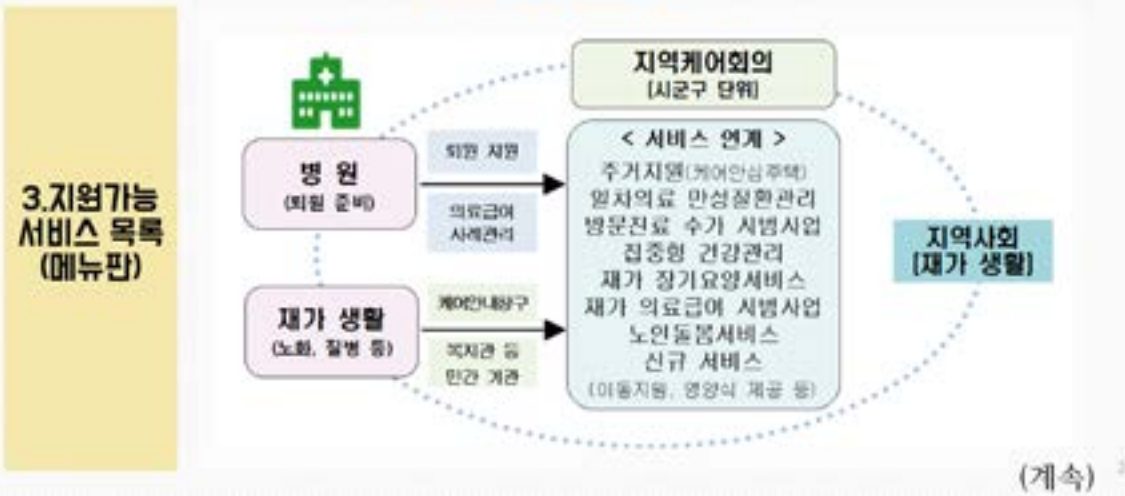 3.지원가능
서비스 목록
(메뉴판)
지역케어회의
[시군구 단위]
병 원
(퇴원 준비)
퇴원 지원
의료급여
사례관리
재가 생활
(노화, 질병 등)
케어안내창구
복지관 등
민간 기관
< 서비스 연계 >
주거지원(케어안심주택)
일차의료 만성질환관리
방문진료 수가 시범사업
집중형 건강관리
재가 장기요양서비스
재가 의료급여 시범사업
노인돌봄서비스
신규 서비스
(이동지원, 영양식 제공 등)
지역사회
[재가 생활]
(계속)